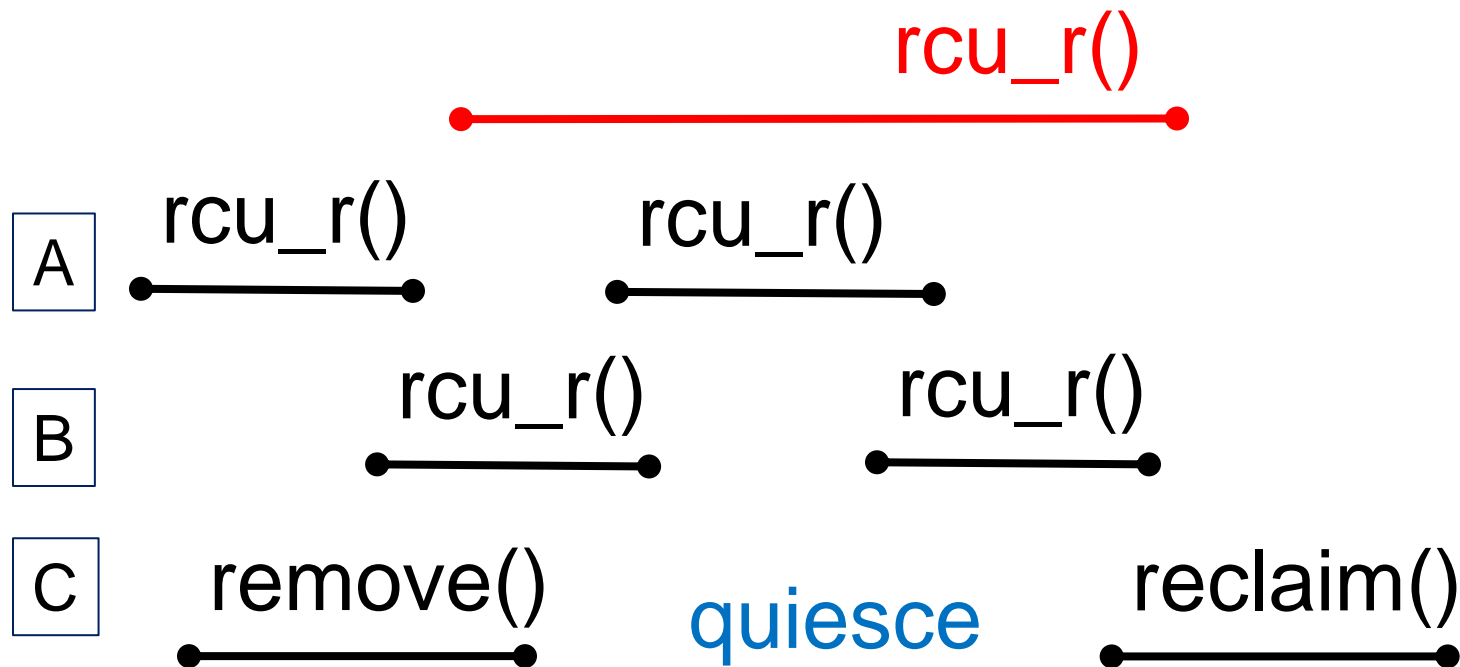 rcu_r()
A
rcu_r()
rcu_r()
B
rcu_r()
rcu_r()
C
remove()
quiesce
reclaim()